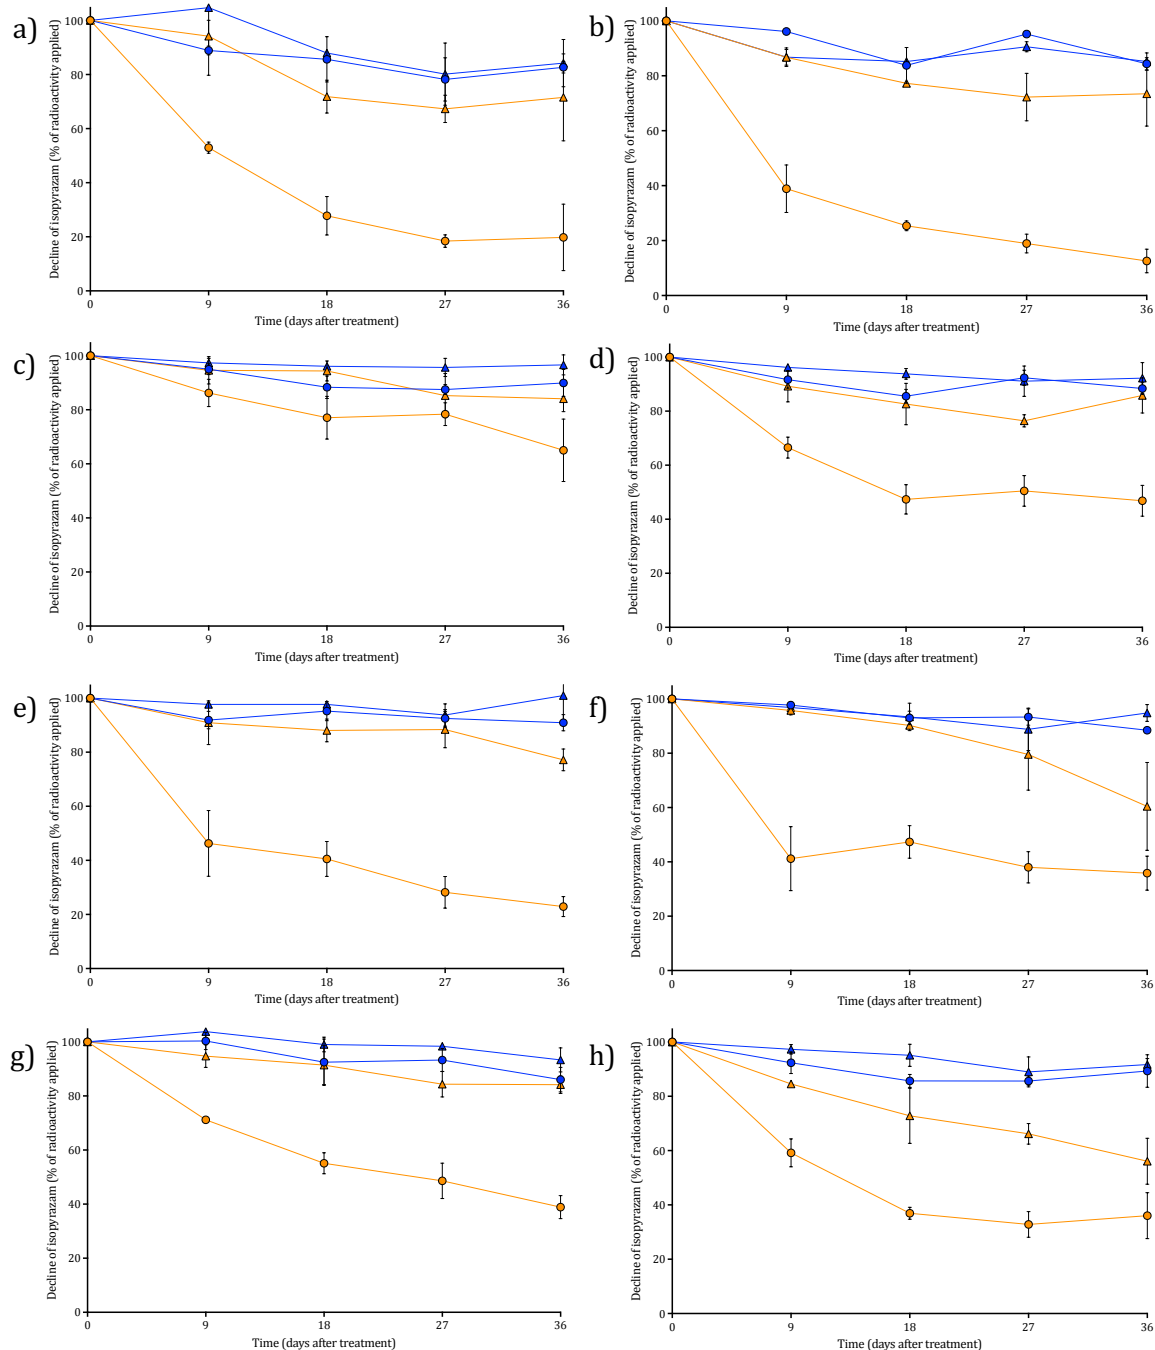 a)
Decline of isopyrazam (% of radioactivity applied)
100
80
60
40
20
0
0 9 18 27 36
Time (days after treatment)
b)
Decline of isopyrazam (% of radioactivity applied)
100
80
60
40
20
0
0 9 18 27 36
Time (days after treatment)
c)
Decline of isopyrazam (% of radioactivity applied)
100
80
60
40
20
0
0 9 18 27 36
Time (days after treatment)
d)
Decline of isopyrazam (% of radioactivity applied)
100
80
60
40
20
0
0 9 18 27 36
Time (days after treatment)
e)
Decline of isopyrazam (% of radioactivity applied)
100
80
60
40
20
0
0 9 18 27 36
Time (days after treatment)
f)
Decline of isopyrazam (% of radioactivity applied)
100
80
60
40
20
0
0 9 18 27 36
Time (days after treatment)
g)
Decline of isopyrazam (% of radioactivity applied)
100
80
60
40
20
0
0 9 18 27 36
Time (days after treatment)
h)
Decline of isopyrazam (% of radioactivity applied)
100
80
60
40
20
0
0 9 18 27 36
Time (days after treatment)